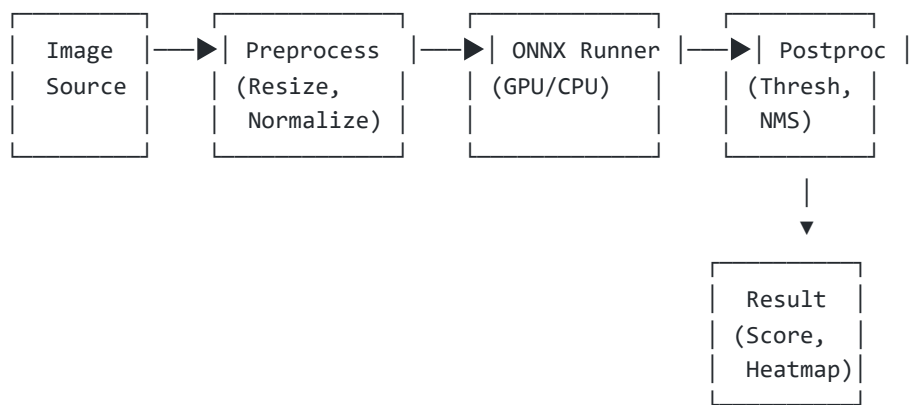 Image
Source
Preprocess
(Resize,
Normalize)
ONNX Runner
(GPU/CPU)
Postproc
(Thresh,
NMS)
Result
(Score,
Heatmap)